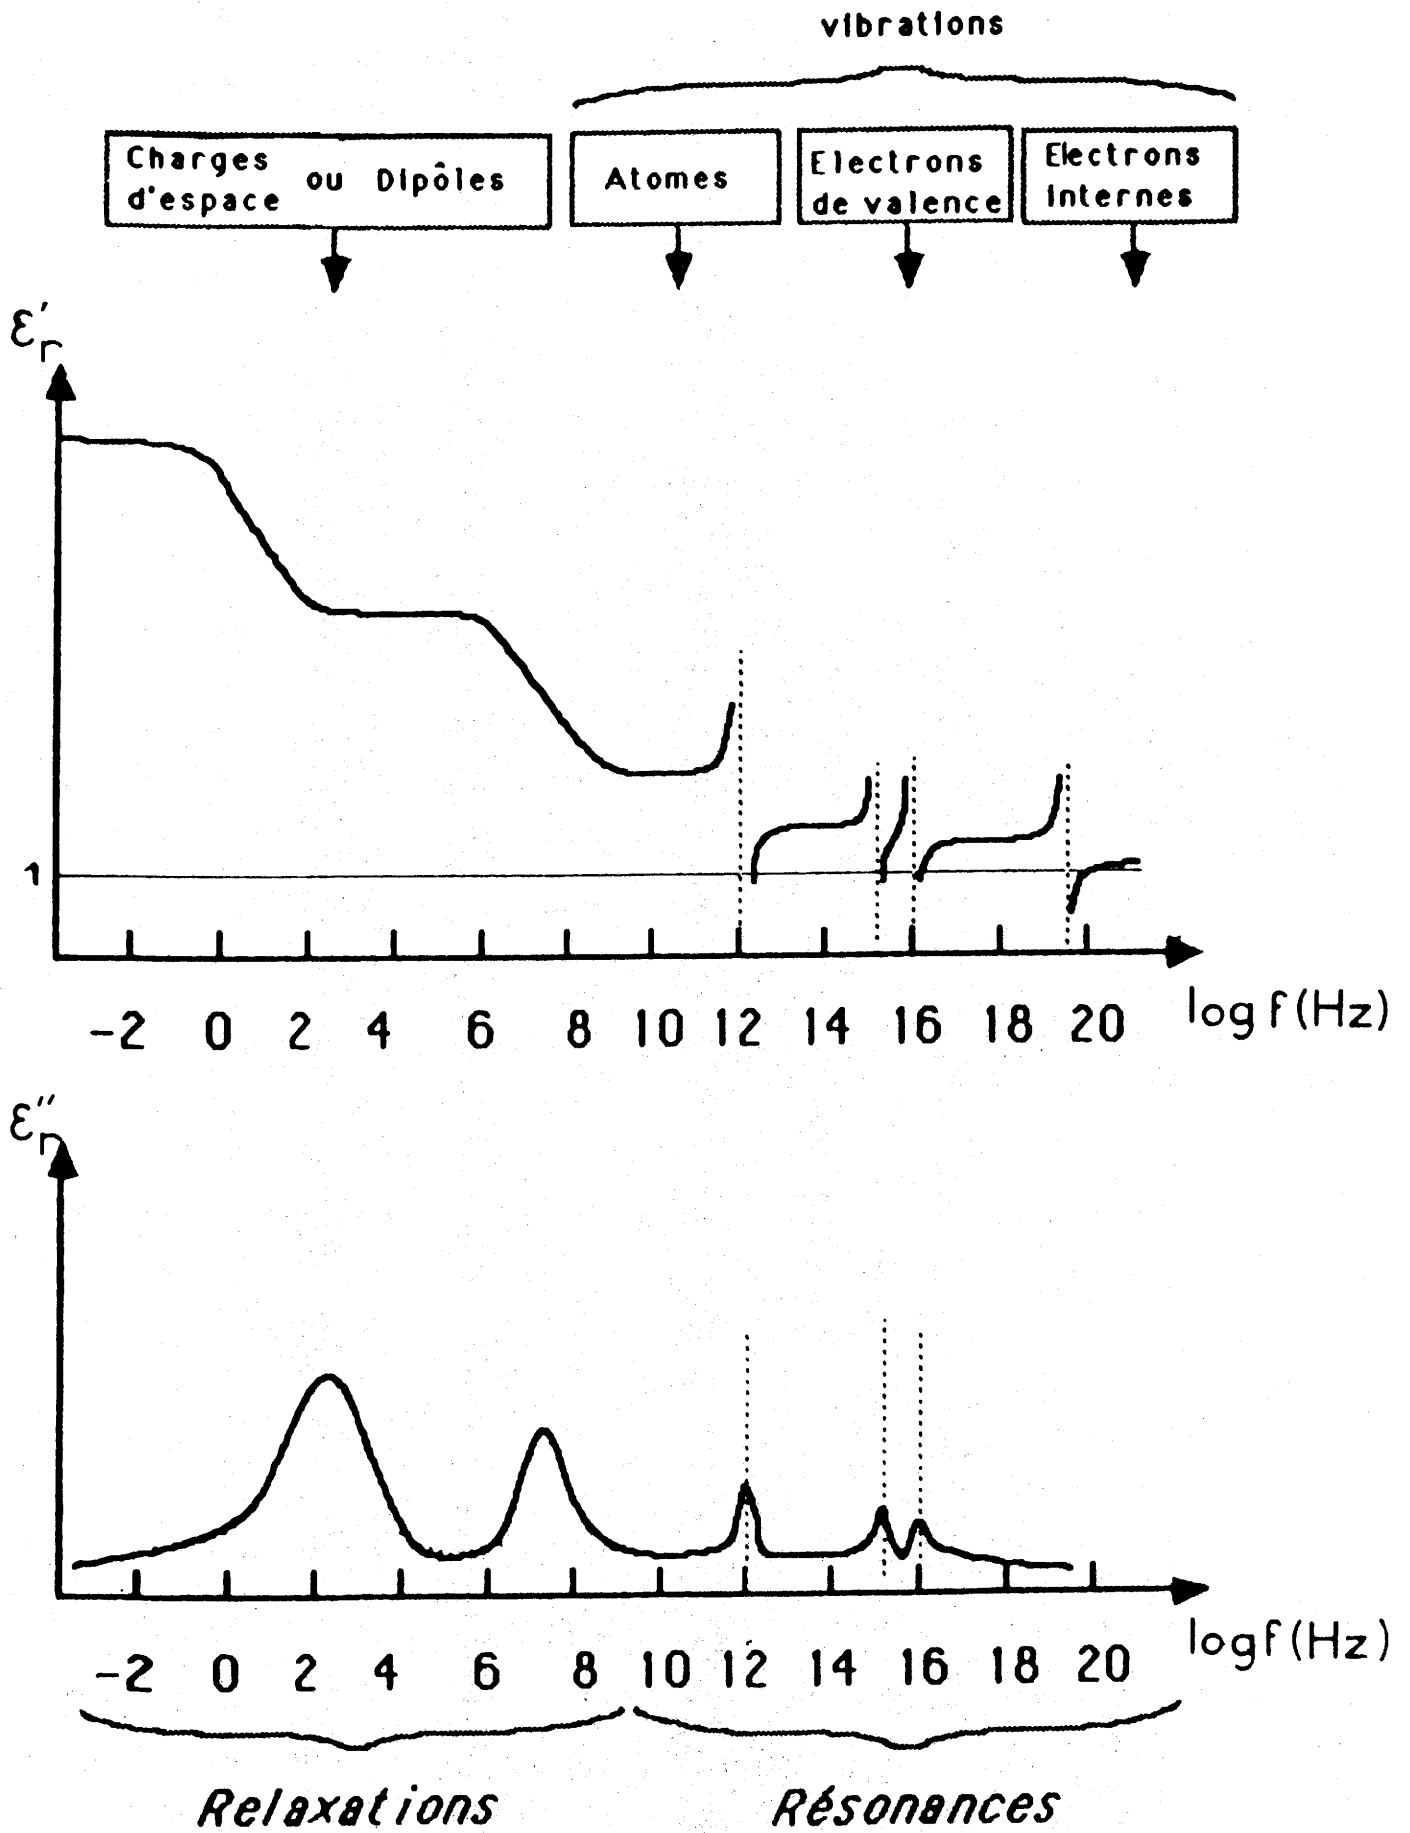 vibrations
Charges
d'espace ou Dipôles
Atomes
Electrons
de valence
Electrons
internes
ε'r
1
-2 0 2 4 6 8 10 12 14 16 18 20
log f (Hz)
ε''r
-2 0 2 4 6 8 10 12 14 16 18 20
log f (Hz)
Relaxations
Résonances